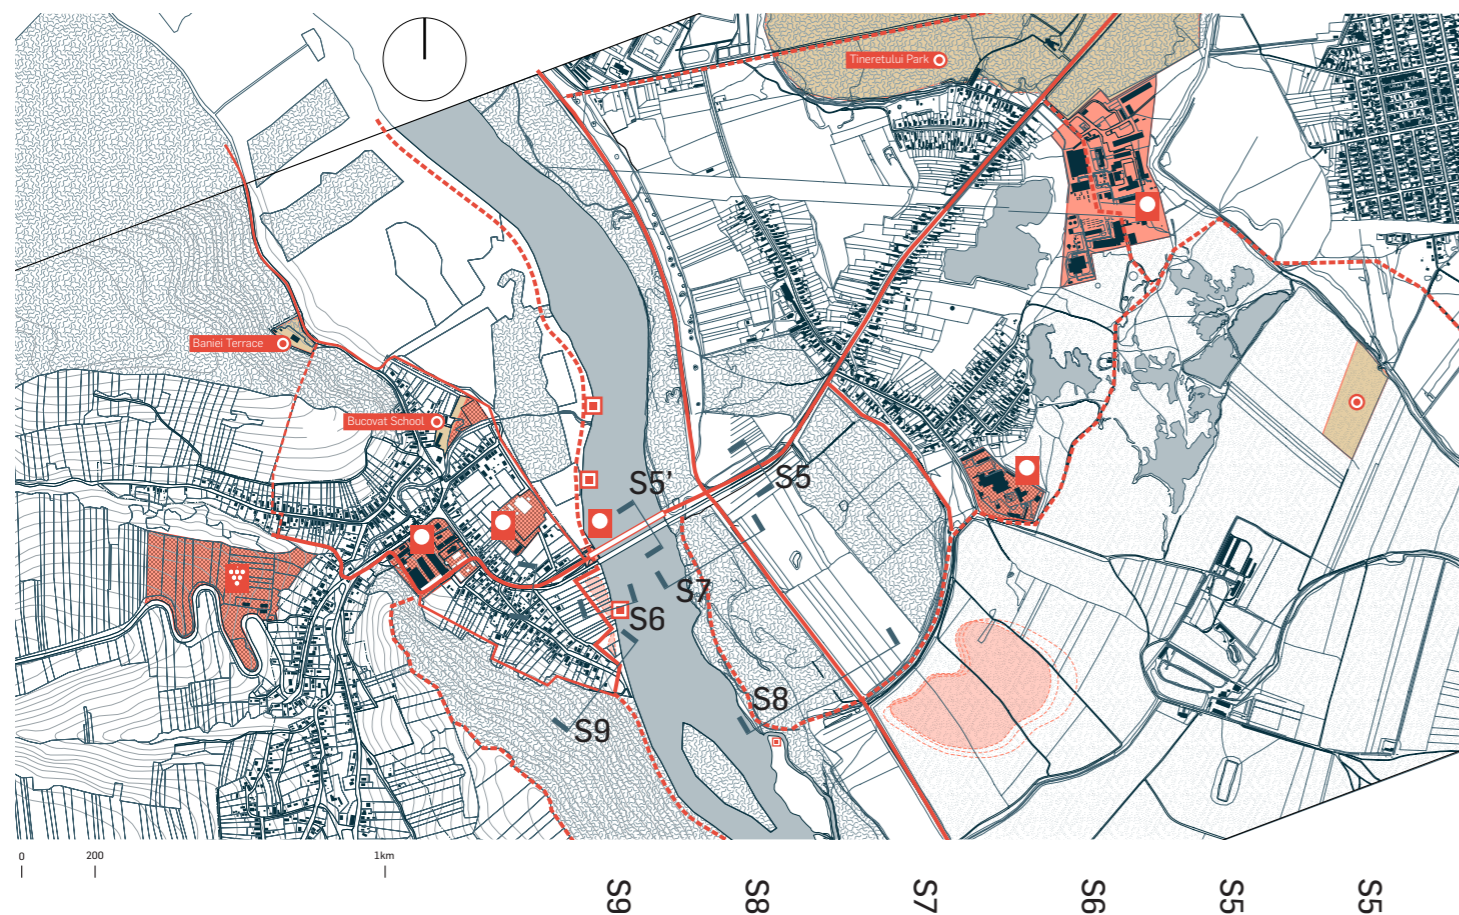 Tineretului Park
Baniei Terrace
Bucovat School
S5'
S5
S7
S6
S8
S9
0
200
1km
S9
S8
S7
S6
S5
S5